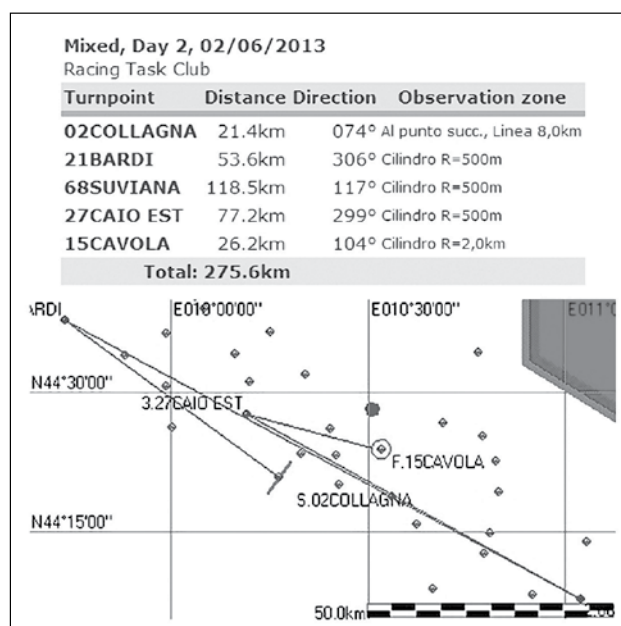 Mixed, Day 2, 02/06/2013
Racing Task Club
Turnpoint Distance Direction Observation zone
02COLLAGNA 21.4km 074° Al punto succ., Linea 8,0km
21BARDI 53.6km 306° Cilindro R=500m
68SUVIANA 118.5km 117° Cilindro R=500m
27CAIO EST 77.2km 299° Cilindro R=500m
15CAVOLA 26.2km 104° Cilindro R=2,0km
Total: 275.6km
ARDI E010°00'00" E010°30'00" E011°0
N44°30'00"
3.27CAIO EST
F.15CAVOLA
S.02COLLAGNA
N44°15'00"
50.0km